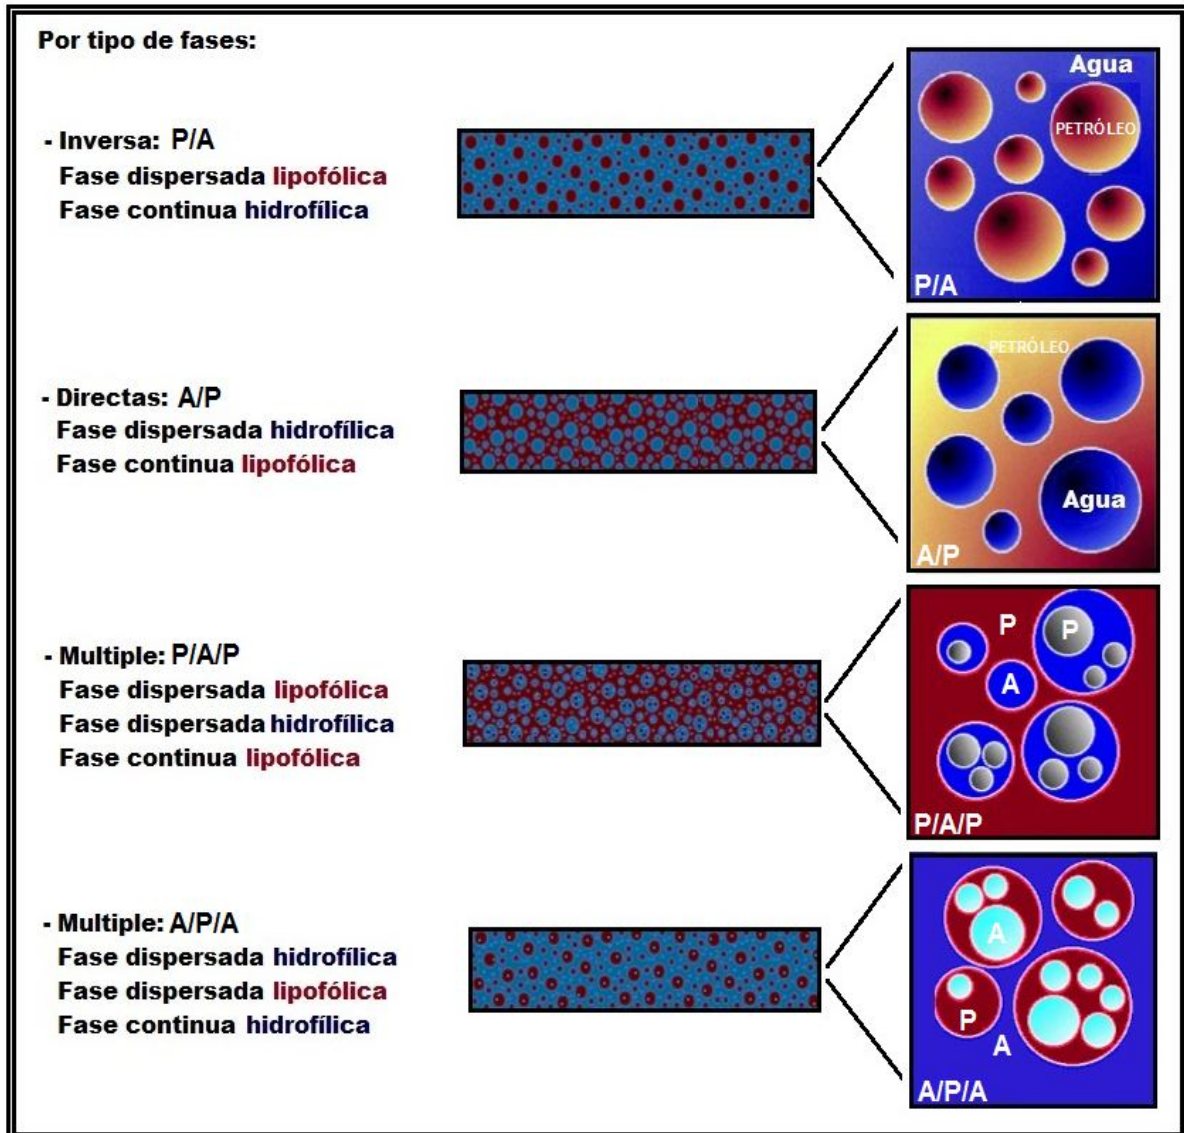 Por tipo de fases:
- Inversa: P/A
Fase dispersada lipofólica
Fase continua hidrofílica
Agua
PETRÓLEO
P/A
- Directas: A/P
Fase dispersada hidrofílica
Fase continua lipofólica
PETRÓLEO
Agua
A/P
- Multiple: P/A/P
Fase dispersada lipofólica
Fase dispersada hidrofílica
Fase continua lipofólica
P
P
A
P/A/P
- Multiple: A/P/A
Fase dispersada hidrofílica
Fase dispersada lipofólica
Fase continua hidrofílica
A
P
A
A/P/A